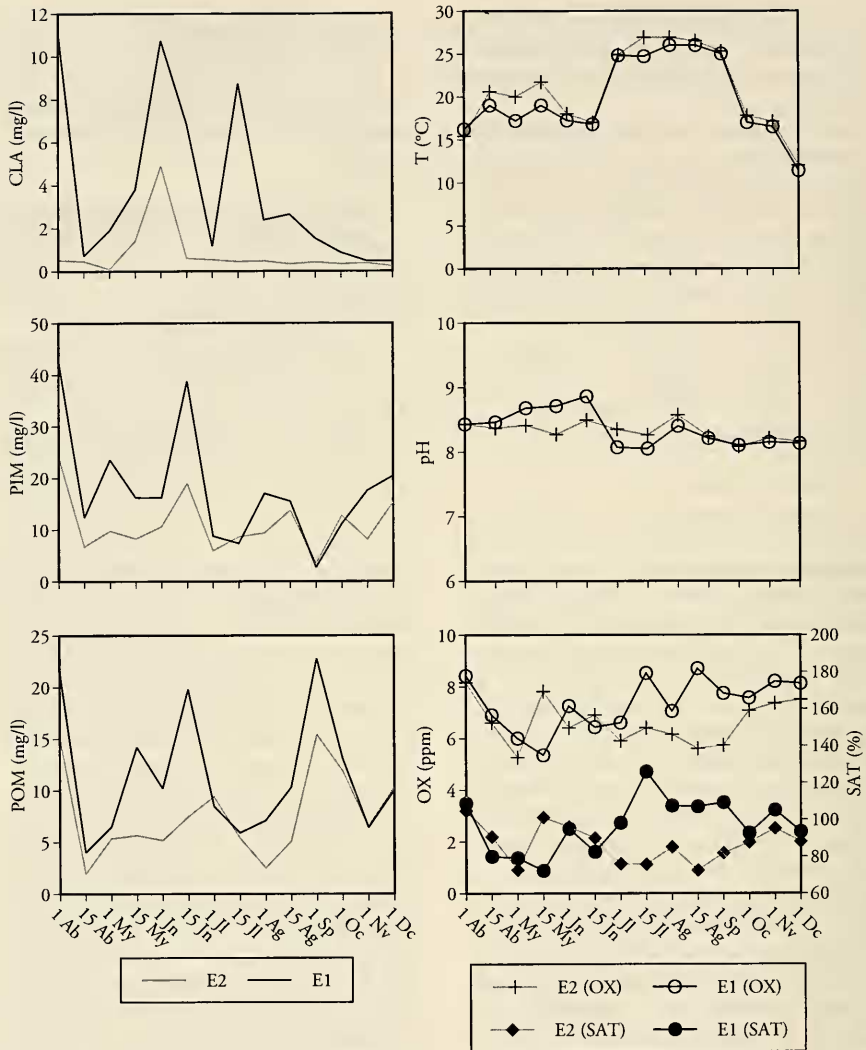 CLA (mg/l)
12
10
8
6
4
2
0
T (°C)
30
25
20
15
10
5
0
PIM (mg/l)
50
40
30
20
10
0
pH
10
9
8
7
6
POM (mg/l)
25
20
15
10
5
0
1 Ab
15 Ab
1 My
15 My
1 Jn
15 Jn
1 Jl
15 Jl
1 Ag
15 Ag
1 Sp
1 Oc
1 Nv
1 Dc
E2
E1
OX (ppm)
10
8
6
4
2
0
SAT (%)
200
180
160
140
120
100
80
60
1 Ab
15 Ab
1 My
15 My
1 Jn
15 Jn
1 Jl
15 Jl
1 Ag
15 Ag
1 Sp
1 Oc
1 Nv
1 Dc
E2 (OX)
E1 (OX)
E2 (SAT)
E1 (SAT)